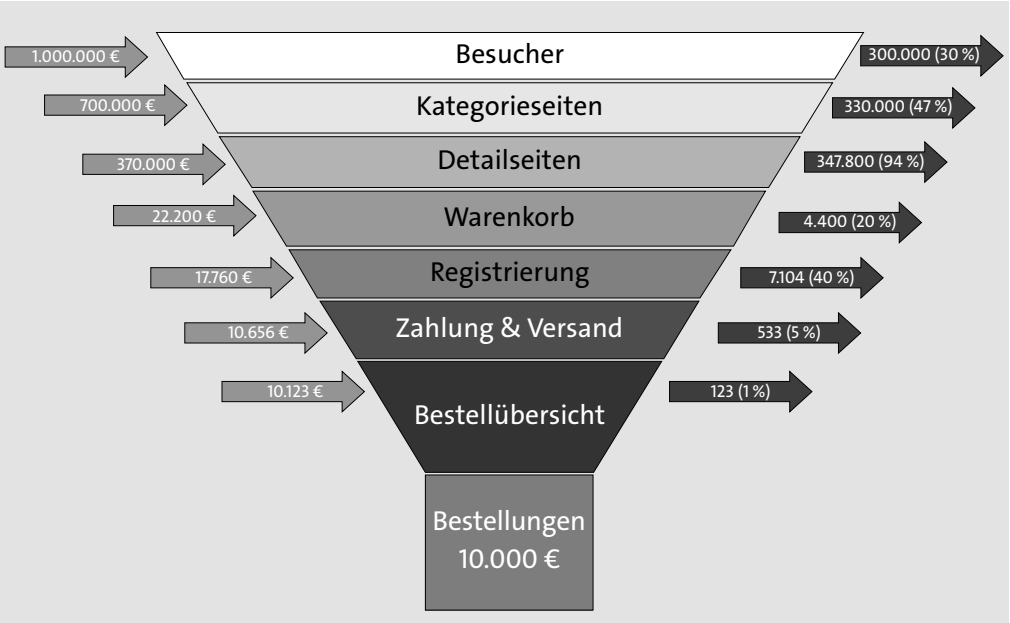 1.000.000 €
Besucher
300.000 (30 %)
700.000 €
Kategorieseiten
330.000 (47 %)
370.000 €
Detailseiten
347.800 (94 %)
22.200 €
Warenkorb
4.400 (20 %)
17.760 €
Registrierung
7.104 (40 %)
10.656 €
Zahlung & Versand
533 (5 %)
10.123 €
Bestellübersicht
123 (1 %)
Bestellungen
10.000 €